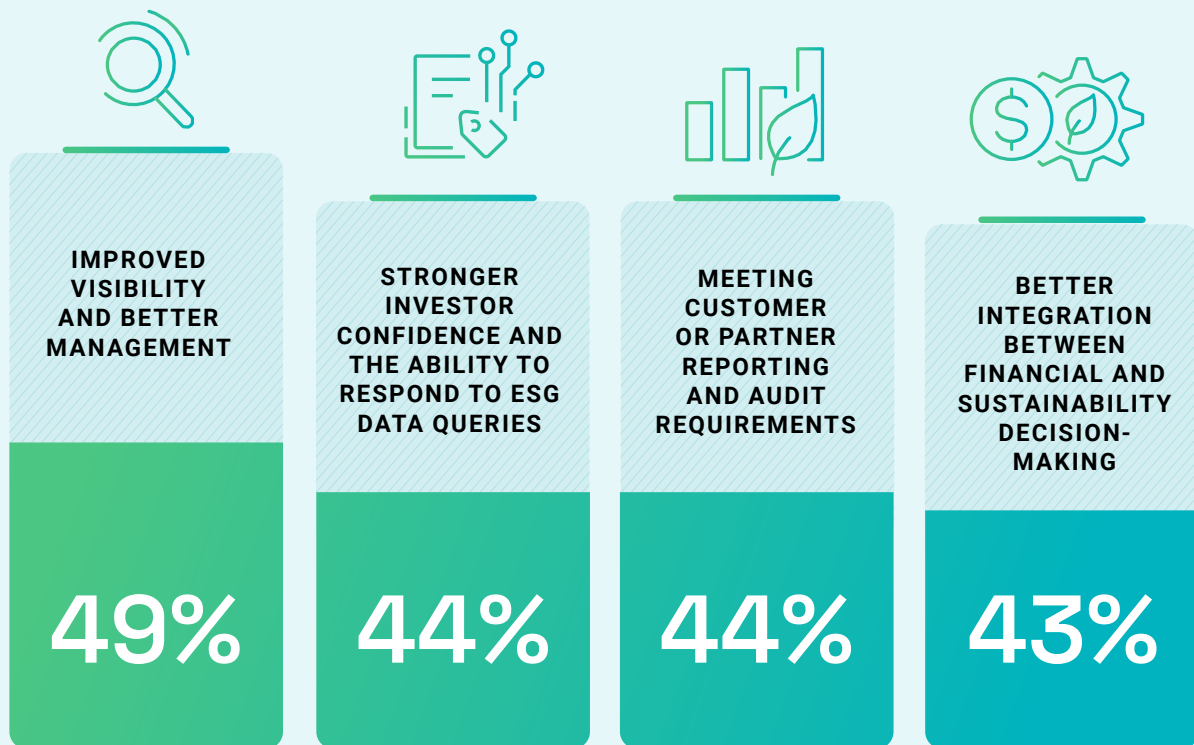 IMPROVED
VISIBILITY
AND BETTER
MANAGEMENT
49%
STRONGER
INVESTOR
CONFIDENCE AND
THE ABILITY TO
RESPOND TO ESG
DATA QUERIES
44%
MEETING
CUSTOMER
OR PARTNER
REPORTING
AND AUDIT
REQUIREMENTS
44%
BETTER
INTEGRATION
BETWEEN
FINANCIAL AND
SUSTAINABILITY
DECISION-
MAKING
43%